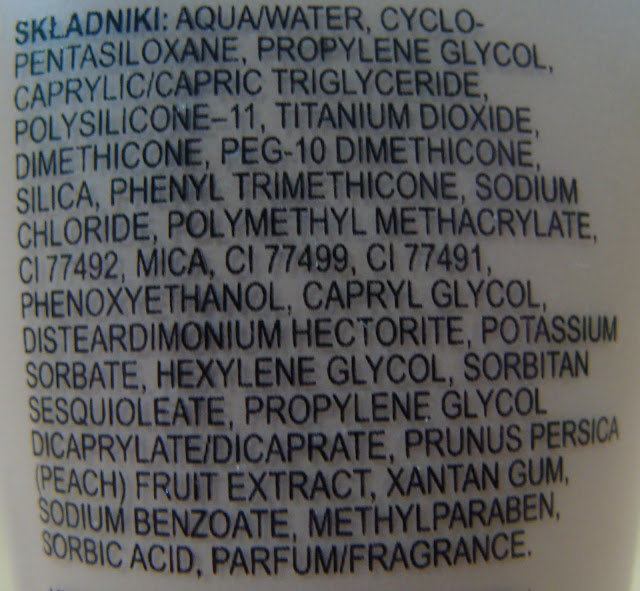 SKŁADNIKI: AQUA/WATER, CYCLO-
PENTASILOXANE, PROPYLENE GLYCOL,
CAPRYLIC/CAPRIC TRIGLYCERIDE,
POLYSILICONE–11, TITANIUM DIOXIDE,
DIMETHICONE, PEG-10 DIMETHICONE,
SILICA, PHENYL TRIMETHICONE, SODIUM
CHLORIDE, POLYMETHYL METHACRYLATE,
CI 77492, MICA, CI 77499, CI 77491,
PHENOXYETHANOL, CAPRYL GLYCOL,
DISTEARDIMONIUM HECTORITE, POTASSIUM
SORBATE, HEXYLENE GLYCOL, SORBITAN
SESQUIOLEATE, PROPYLENE GLYCOL
DICAPRYLATE/DICAPRATE, PRUNUS PERSICA
(PEACH) FRUIT EXTRACT, XANTAN GUM,
SODIUM BENZOATE, METHYLPARABEN,
SORBIC ACID, PARFUM/FRAGRANCE.